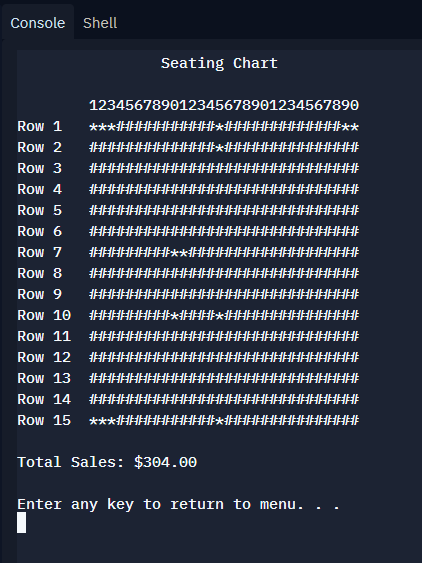 Console Shell
Seating Chart
123456789012345678901234567890
Row 1 ***###########*#############**
Row 2 ##############*###############
Row 3 ##############################
Row 4 ##############################
Row 5 ##############################
Row 6 ##############################
Row 7 #########**###################
Row 8 ##############################
Row 9 ##############################
Row 10 #########*####*###############
Row 11 ##############################
Row 12 ##############################
Row 13 ##############################
Row 14 ##############################
Row 15 ***###########*###############
Total Sales: $304.00
Enter any key to return to menu. . .